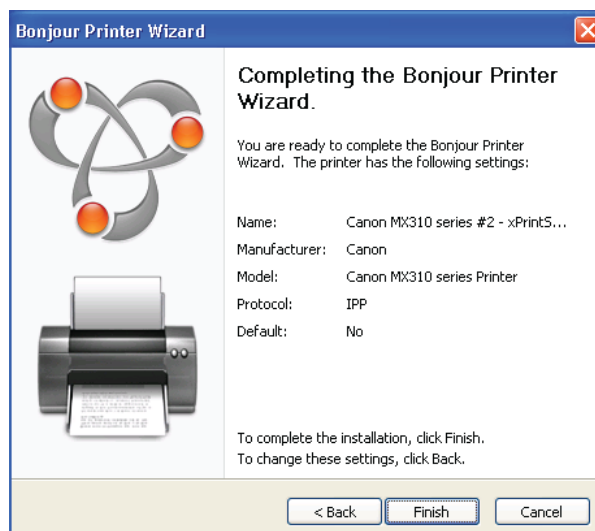 Bonjour Printer Wizard
Completing the Bonjour Printer
Wizard.
You are ready to complete the Bonjour Printer
Wizard. The printer has the following settings:
Name: Canon MX310 series #2 - xPrintS...
Manufacturer: Canon
Model: Canon MX310 series Printer
Protocol: IPP
Default: No
To complete the installation, click Finish.
To change these settings, click Back.
< Back Finish Cancel